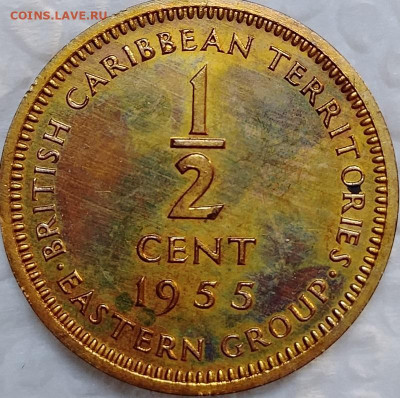 COINS.LAVE.RU
BRITISH CARIBBEAN TERRITORIES
1/2
CENT
1955
· EASTERN GROUP ·